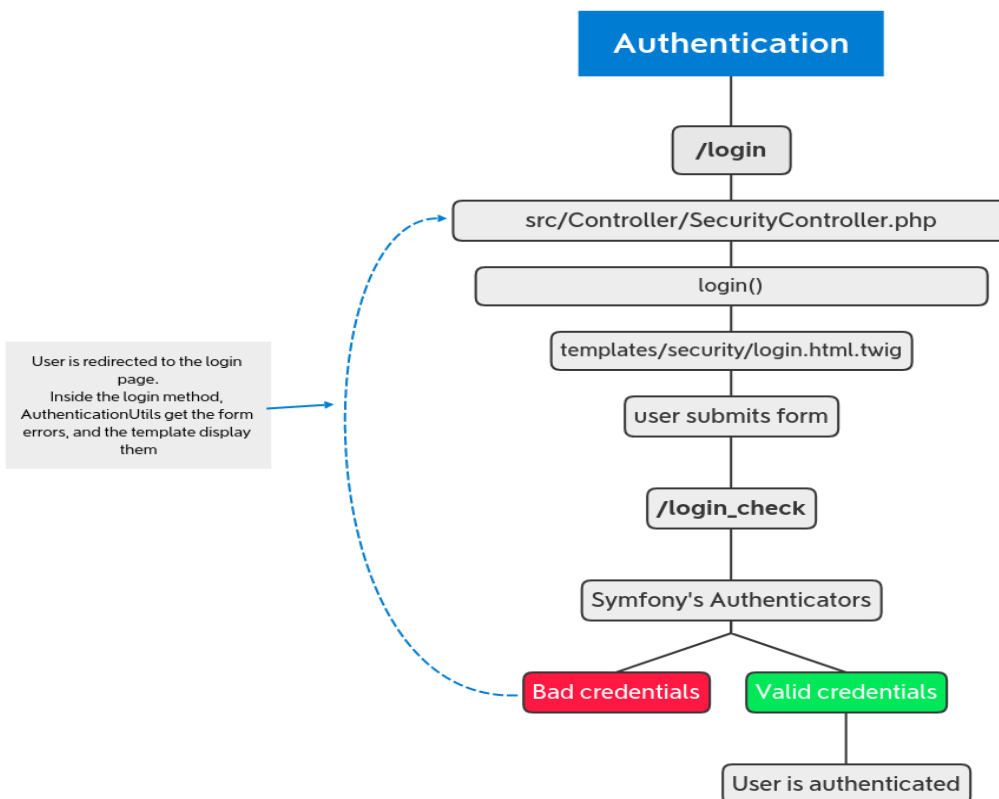 Authentication
/login
src/Controller/SecurityController.php
login()
templates/security/login.html.twig
User is redirected to the login
page.
Inside the login method,
AuthenticationUtils get the form
errors, and the template display
them
user submits form
/login_check
Symfony's Authenticators
Bad credentials
Valid credentials
User is authenticated